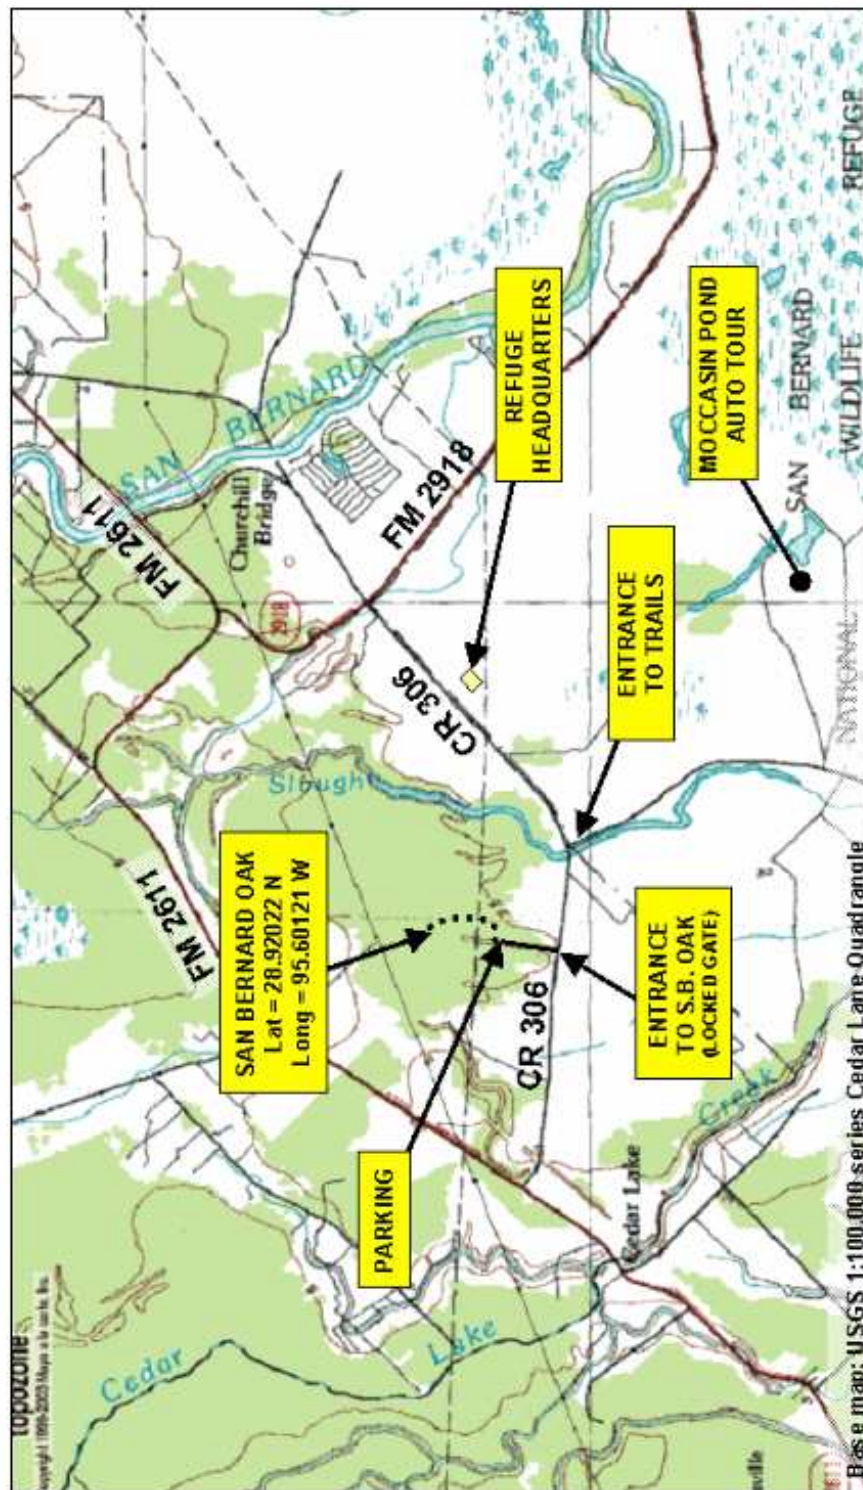 topozone
FM 2611
SAN BERNARD
Churchill
Bridge
2918
FM 2918
REFUGE
HEADQUARTERS
CR 306
Slough
FM 2611
SAN BERNARD OAK
Lat = 28.92022 N
Long = 95.60121 W
PARKING
CR 306
ENTRANCE
TO S.B. OAK
(LOCKED GATE)
ENTRANCE
TO TRAILS
MOCCASIN POND
AUTO TOUR
SAN BERNARD
NATIONAL WILDLIFE REFUGE
Cedar Lake Creek
Cedar Lake
Base map: USGS 1:100,000-series Cedar Lane Quadrangle